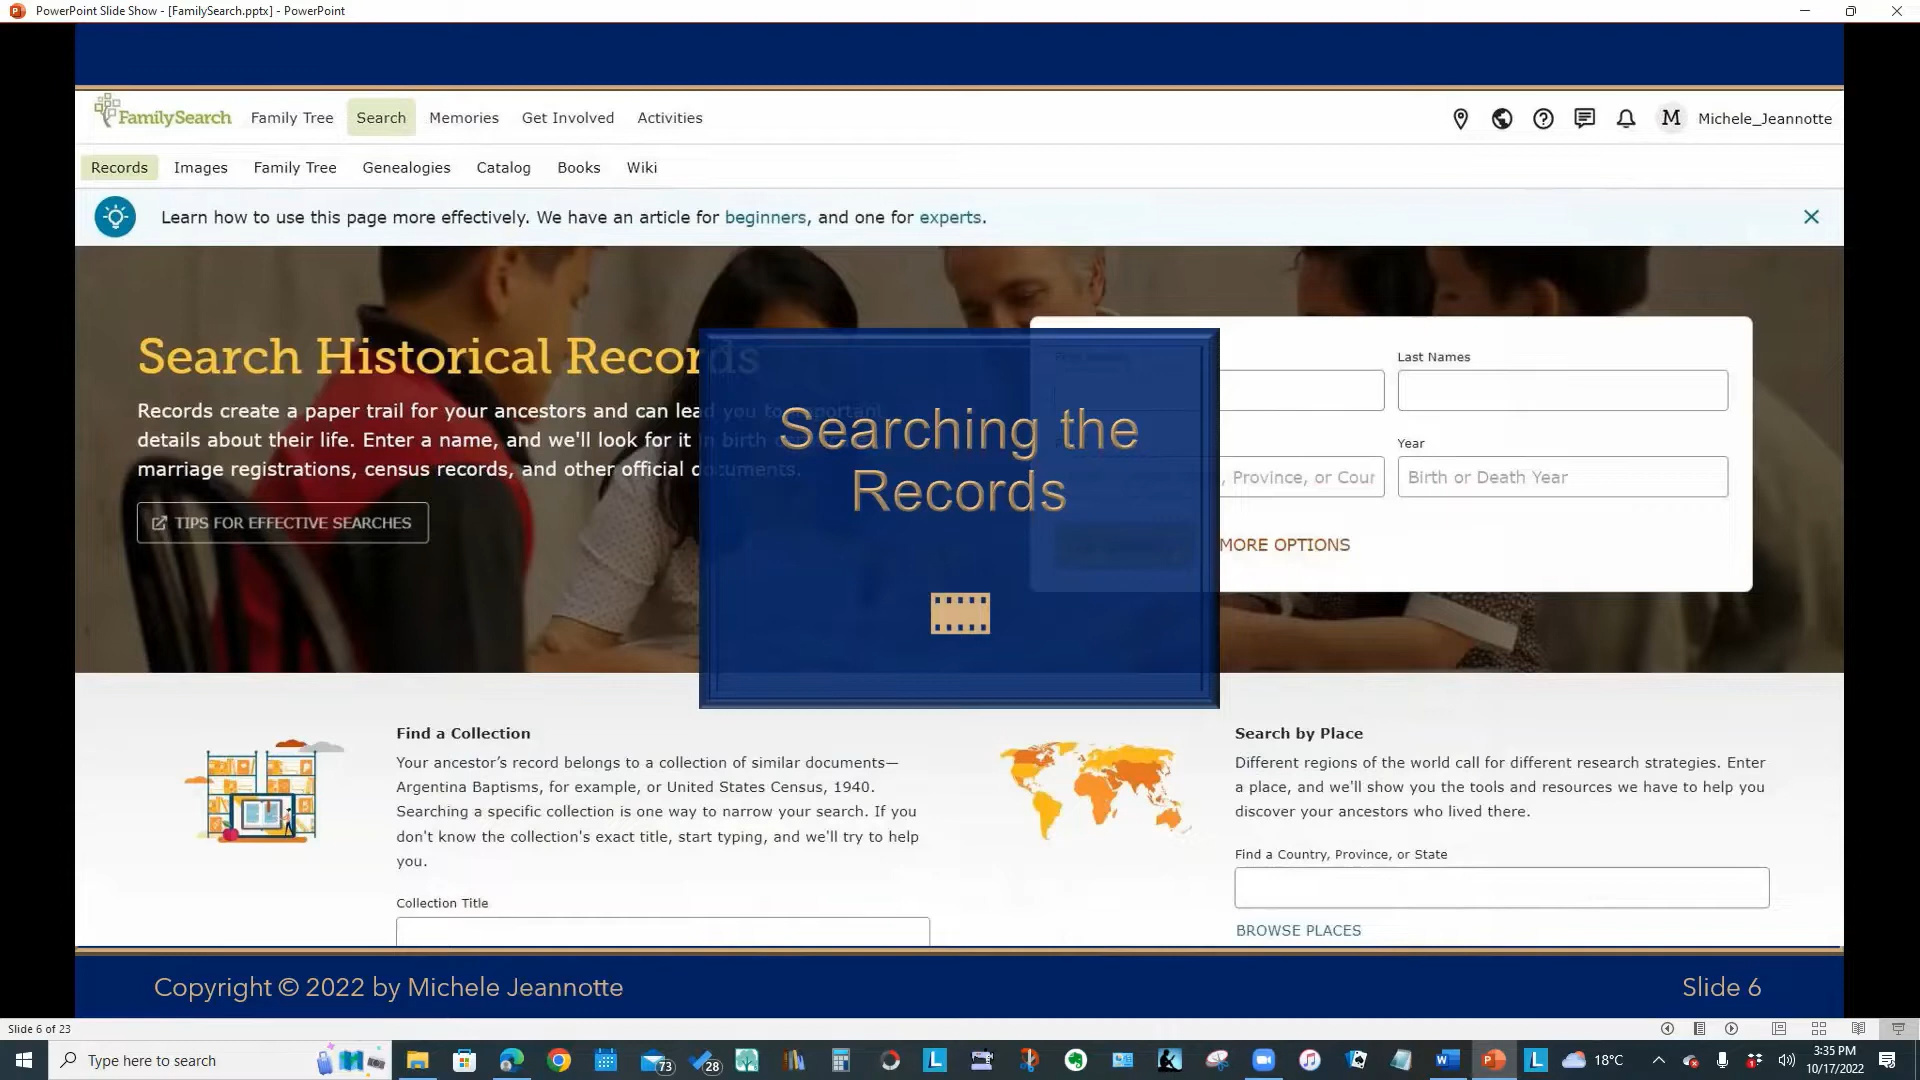 PowerPoint Slide Show - [FamilySearch.pptx] - PowerPoint
FamilySearch Family Tree Search Memories Get Involved Activities
M Michele_Jeannotte
Records Images Family Tree Genealogies Catalog Books Wiki
Learn how to use this page more effectively. We have an article for beginners, and one for experts.
Search Historical Records
Records create a paper trail for your ancestors and can lead you to important
details about their life. Enter a name, and we'll look for it in birth
marriage registrations, census records, and other official documents.
TIPS FOR EFFECTIVE SEARCHES
Searching the
Records
Last Names
Year
, Province, or Cour
Birth or Death Year
MORE OPTIONS
Find a Collection
Your ancestor's record belongs to a collection of similar documents—
Argentina Baptisms, for example, or United States Census, 1940.
Searching a specific collection is one way to narrow your search. If you
don't know the collection's exact title, start typing, and we'll try to help
you.
Collection Title
Search by Place
Different regions of the world call for different research strategies. Enter
a place, and we'll show you the tools and resources we have to help you
discover your ancestors who lived there.
Find a Country, Province, or State
BROWSE PLACES
Copyright © 2022 by Michele Jeannotte
Slide 6
Slide 6 of 23
Type here to search
73
28
18°C
3:35 PM
10/17/2022